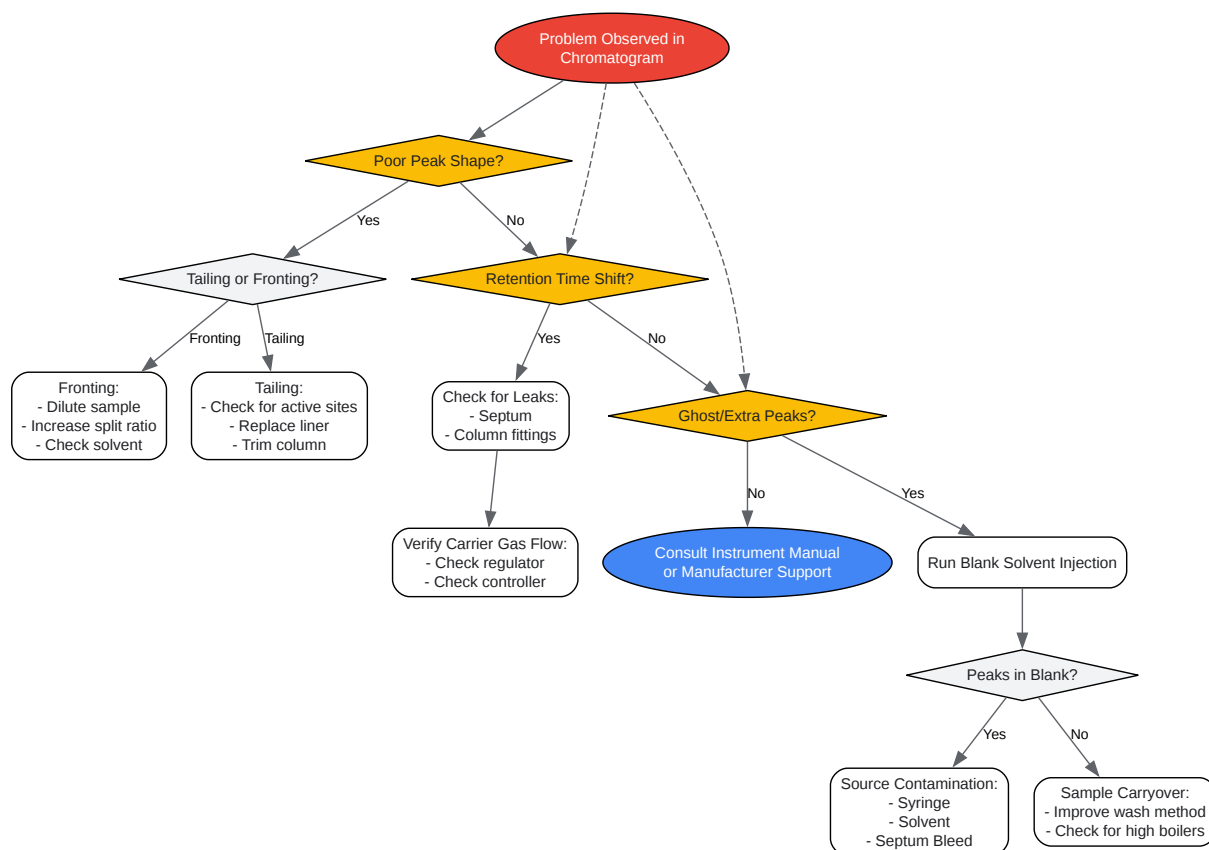 Problem Observed in
Chromatogram
Poor Peak Shape?
Yes
No
Tailing or Fronting?
Retention Time Shift?
Fronting
Tailing
Yes
No
Fronting:
- Dilute sample
- Increase split ratio
- Check solvent
Tailing:
- Check for active sites
- Replace liner
- Trim column
Check for Leaks:
- Septum
- Column fittings
Ghost/Extra Peaks?
No
Yes
Verify Carrier Gas Flow:
- Check regulator
- Check controller
Consult Instrument Manual
or Manufacturer Support
Run Blank Solvent Injection
Peaks in Blank?
Yes
No
Source Contamination:
- Syringe
- Solvent
- Septum Bleed
Sample Carryover:
- Improve wash method
- Check for high boilers